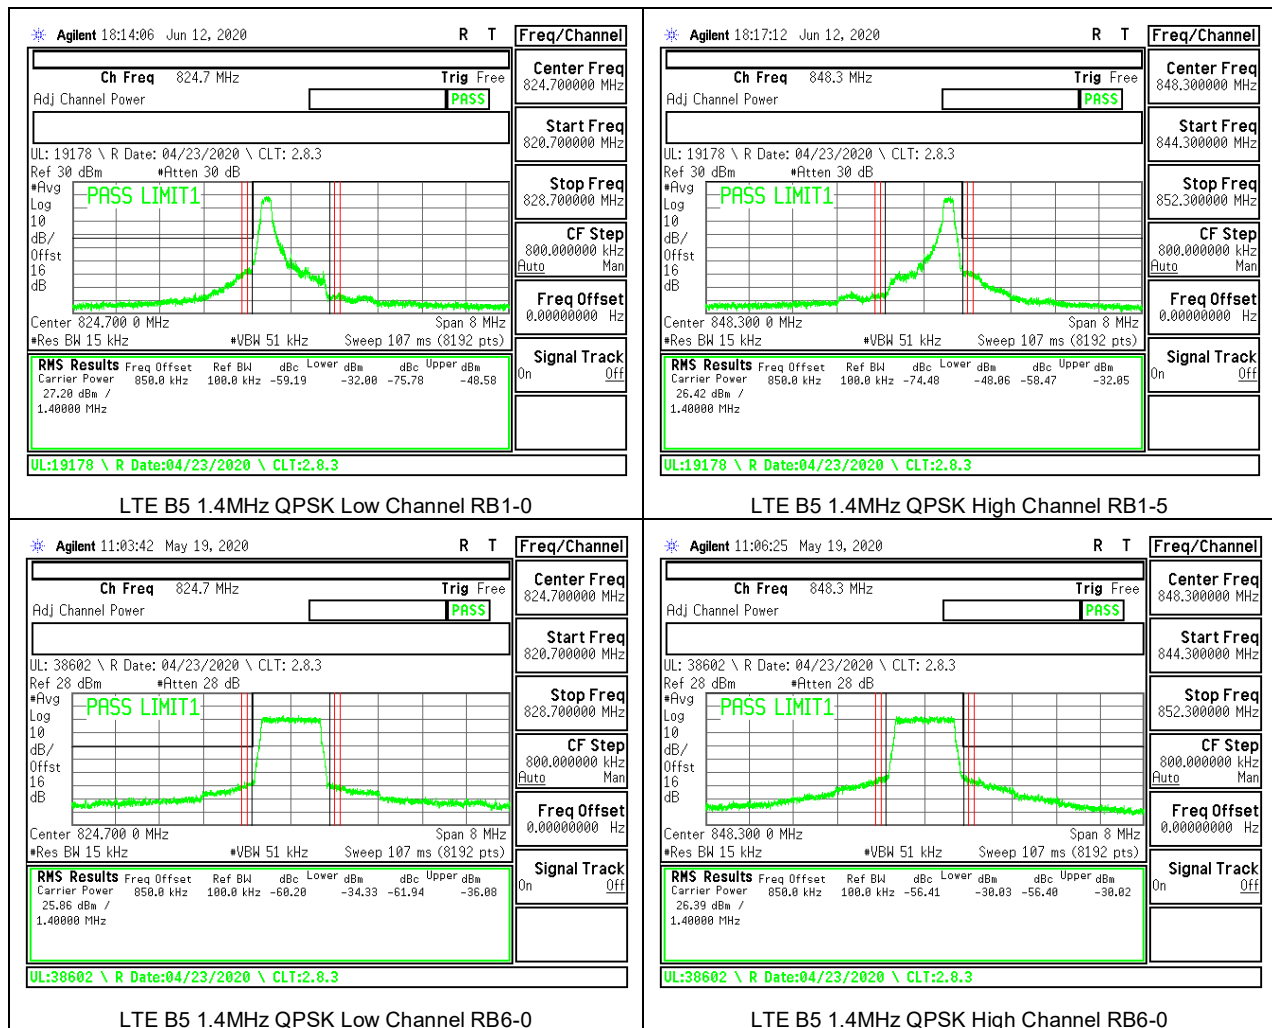 Agilent 18:14:06 Jun 12, 2020 R T Freq/Channel
Ch Freq 824.7 MHz Trig Free
Adj Channel Power PASS
UL: 19178 \ R Date: 04/23/2020 \ CLT: 2.8.3
Ref 30 dBm #Atten 30 dB
#Avg
Log
10
dB/
Offst
16
dB
PASS LIMIT1
Center 824.700 0 MHz Span 8 MHz
#Res BW 15 kHz #VBW 51 kHz Sweep 107 ms (8192 pts)
RMS Results Freq Offset Ref BW dBc Lower dBm dBc Upper dBm
Carrier Power 850.0 kHz 100.0 kHz -59.19 -32.00 -75.78 -48.58
27.20 dBm /
1.40000 MHz
UL:19178 \ R Date:04/23/2020 \ CLT:2.8.3
Center Freq
824.700000 MHz
Start Freq
820.700000 MHz
Stop Freq
828.700000 MHz
CF Step
800.000000 kHz
Auto Man
Freq Offset
0.00000000 Hz
Signal Track
On Off
LTE B5 1.4MHz QPSK Low Channel RB1-0
Agilent 18:17:12 Jun 12, 2020 R T Freq/Channel
Ch Freq 848.3 MHz Trig Free
Adj Channel Power PASS
UL: 19178 \ R Date: 04/23/2020 \ CLT: 2.8.3
Ref 30 dBm #Atten 30 dB
#Avg
Log
10
dB/
Offst
16
dB
PASS LIMIT1
Center 848.300 0 MHz Span 8 MHz
#Res BW 15 kHz #VBW 51 kHz Sweep 107 ms (8192 pts)
RMS Results Freq Offset Ref BW dBc Lower dBm dBc Upper dBm
Carrier Power 850.0 kHz 100.0 kHz -74.48 -48.06 -58.47 -32.05
26.42 dBm /
1.40000 MHz
UL:19178 \ R Date:04/23/2020 \ CLT:2.8.3
Center Freq
848.300000 MHz
Start Freq
844.300000 MHz
Stop Freq
852.300000 MHz
CF Step
800.000000 kHz
Auto Man
Freq Offset
0.00000000 Hz
Signal Track
On Off
LTE B5 1.4MHz QPSK High Channel RB1-5
Agilent 11:03:42 May 19, 2020 R T Freq/Channel
Ch Freq 824.7 MHz Trig Free
Adj Channel Power PASS
UL: 38602 \ R Date: 04/23/2020 \ CLT: 2.8.3
Ref 28 dBm #Atten 28 dB
#Avg
Log
10
dB/
Offst
16
dB
PASS LIMIT1
Center 824.700 0 MHz Span 8 MHz
#Res BW 15 kHz #VBW 51 kHz Sweep 107 ms (8192 pts)
RMS Results Freq Offset Ref BW dBc Lower dBm dBc Upper dBm
Carrier Power 850.0 kHz 100.0 kHz -60.20 -34.33 -61.94 -36.08
25.86 dBm /
1.40000 MHz
UL:38602 \ R Date:04/23/2020 \ CLT:2.8.3
Center Freq
824.700000 MHz
Start Freq
820.700000 MHz
Stop Freq
828.700000 MHz
CF Step
800.000000 kHz
Auto Man
Freq Offset
0.00000000 Hz
Signal Track
On Off
LTE B5 1.4MHz QPSK Low Channel RB6-0
Agilent 11:06:25 May 19, 2020 R T Freq/Channel
Ch Freq 848.3 MHz Trig Free
Adj Channel Power PASS
UL: 38602 \ R Date: 04/23/2020 \ CLT: 2.8.3
Ref 28 dBm #Atten 28 dB
#Avg
Log
10
dB/
Offst
16
dB
PASS LIMIT1
Center 848.300 0 MHz Span 8 MHz
#Res BW 15 kHz #VBW 51 kHz Sweep 107 ms (8192 pts)
RMS Results Freq Offset Ref BW dBc Lower dBm dBc Upper dBm
Carrier Power 850.0 kHz 100.0 kHz -56.41 -30.03 -56.40 -30.02
26.39 dBm /
1.40000 MHz
UL:38602 \ R Date:04/23/2020 \ CLT:2.8.3
Center Freq
848.300000 MHz
Start Freq
844.300000 MHz
Stop Freq
852.300000 MHz
CF Step
800.000000 kHz
Auto Man
Freq Offset
0.00000000 Hz
Signal Track
On Off
LTE B5 1.4MHz QPSK High Channel RB6-0